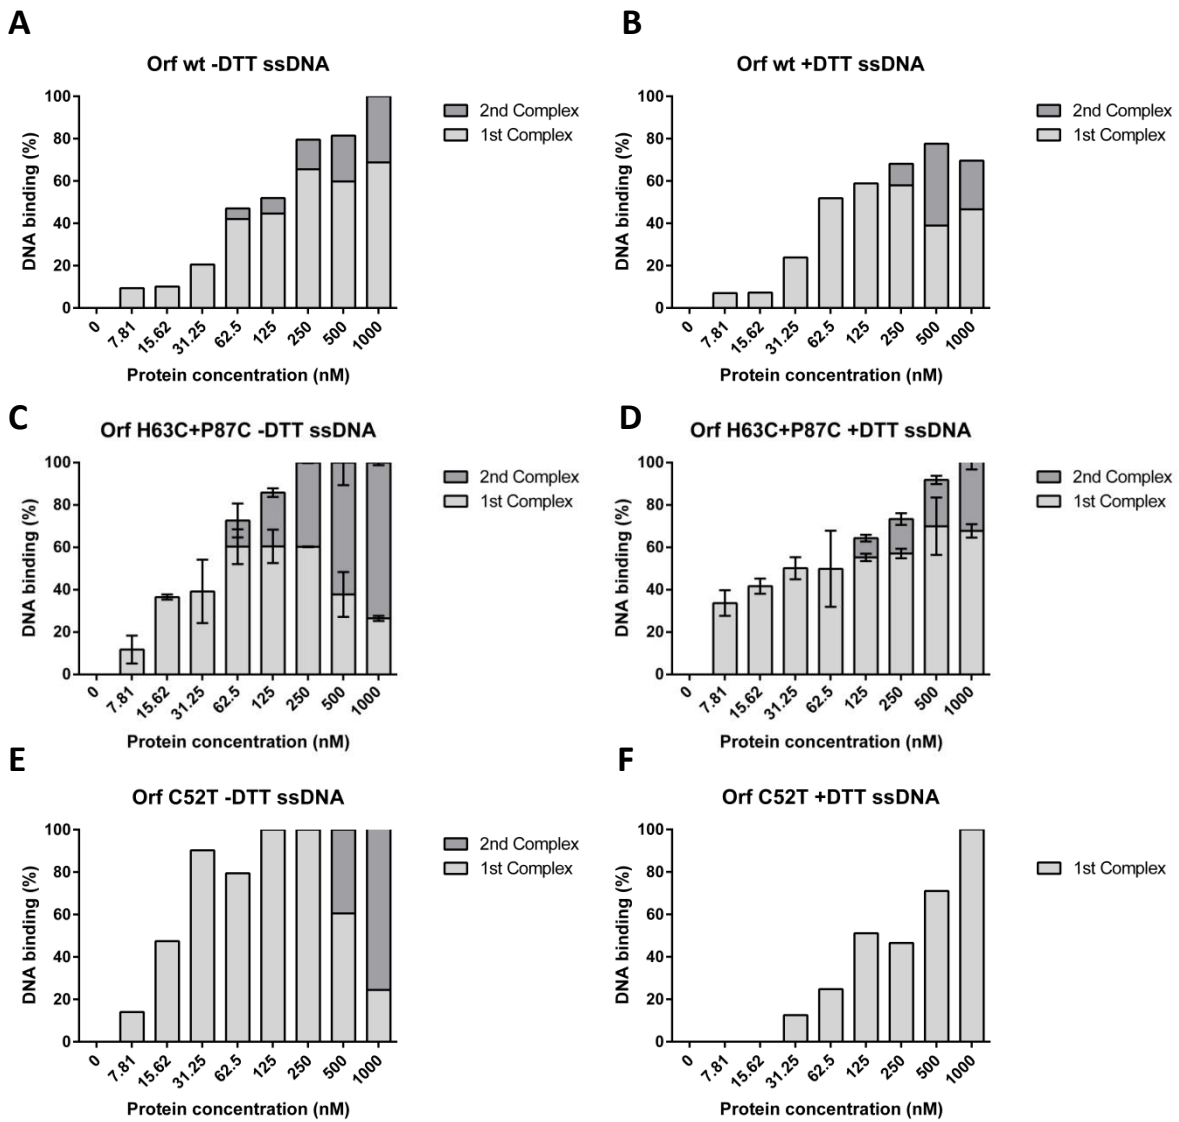 A
Orf wt -DTT ssDNA
DNA binding (%)
100
80
60
40
20
0
0 7.81 15.62 31.25 62.5 125 250 500 1000
Protein concentration (nM)
2nd Complex
1st Complex
B
Orf wt +DTT ssDNA
DNA binding (%)
100
80
60
40
20
0
0 7.81 15.62 31.25 62.5 125 250 500 1000
Protein concentration (nM)
2nd Complex
1st Complex
C
Orf H63C+P87C -DTT ssDNA
DNA binding (%)
100
80
60
40
20
0
0 7.81 15.62 31.25 62.5 125 250 500 1000
Protein concentration (nM)
2nd Complex
1st Complex
D
Orf H63C+P87C +DTT ssDNA
DNA binding (%)
100
80
60
40
20
0
0 7.81 15.62 31.25 62.5 125 250 500 1000
Protein concentration (nM)
2nd Complex
1st Complex
E
Orf C52T -DTT ssDNA
DNA binding (%)
100
80
60
40
20
0
0 7.81 15.62 31.25 62.5 125 250 500 1000
Protein concentration (nM)
2nd Complex
1st Complex
F
Orf C52T +DTT ssDNA
DNA binding (%)
100
80
60
40
20
0
0 7.81 15.62 31.25 62.5 125 250 500 1000
Protein concentration (nM)
1st Complex